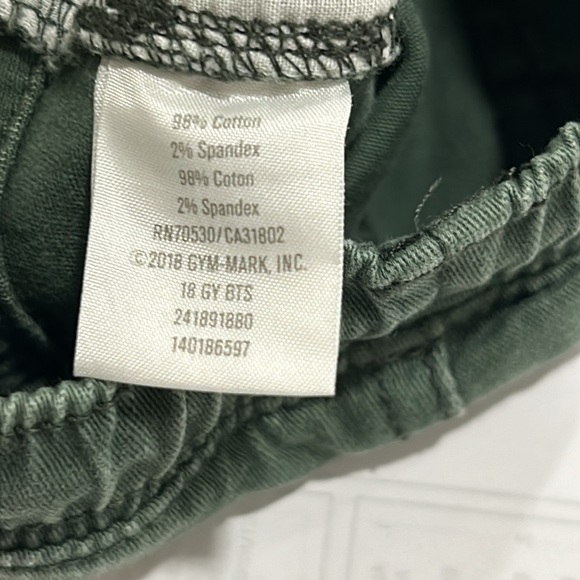 98% Cotton
2% Spandex
98% Coton
2% Spandex
RN70530/CA31802
©2018 GYM-MARK, INC.
18 GY BTS
241891880
140186597